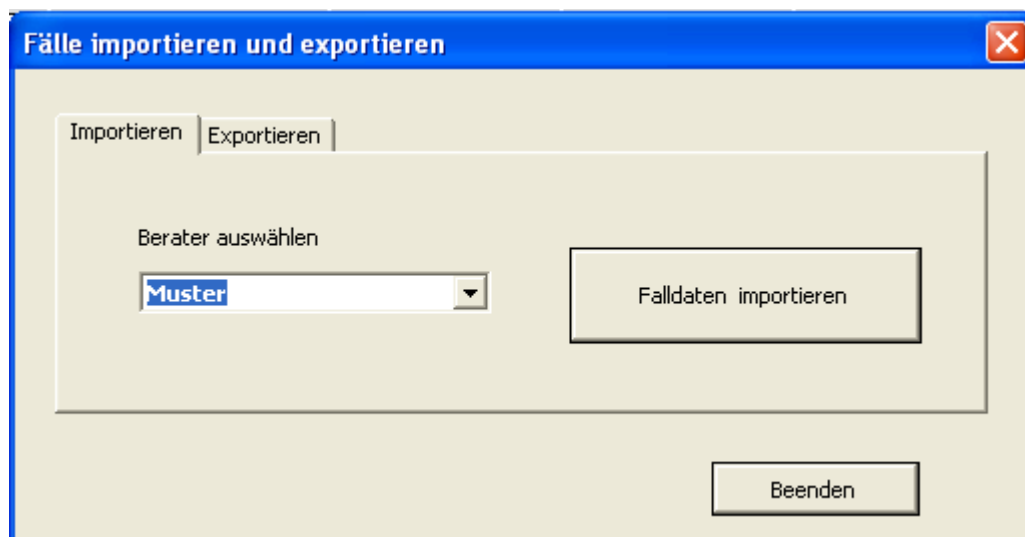 Fälle importieren und exportieren
Importieren Exportieren
Berater auswählen
Muster
Falldaten importieren
Beenden